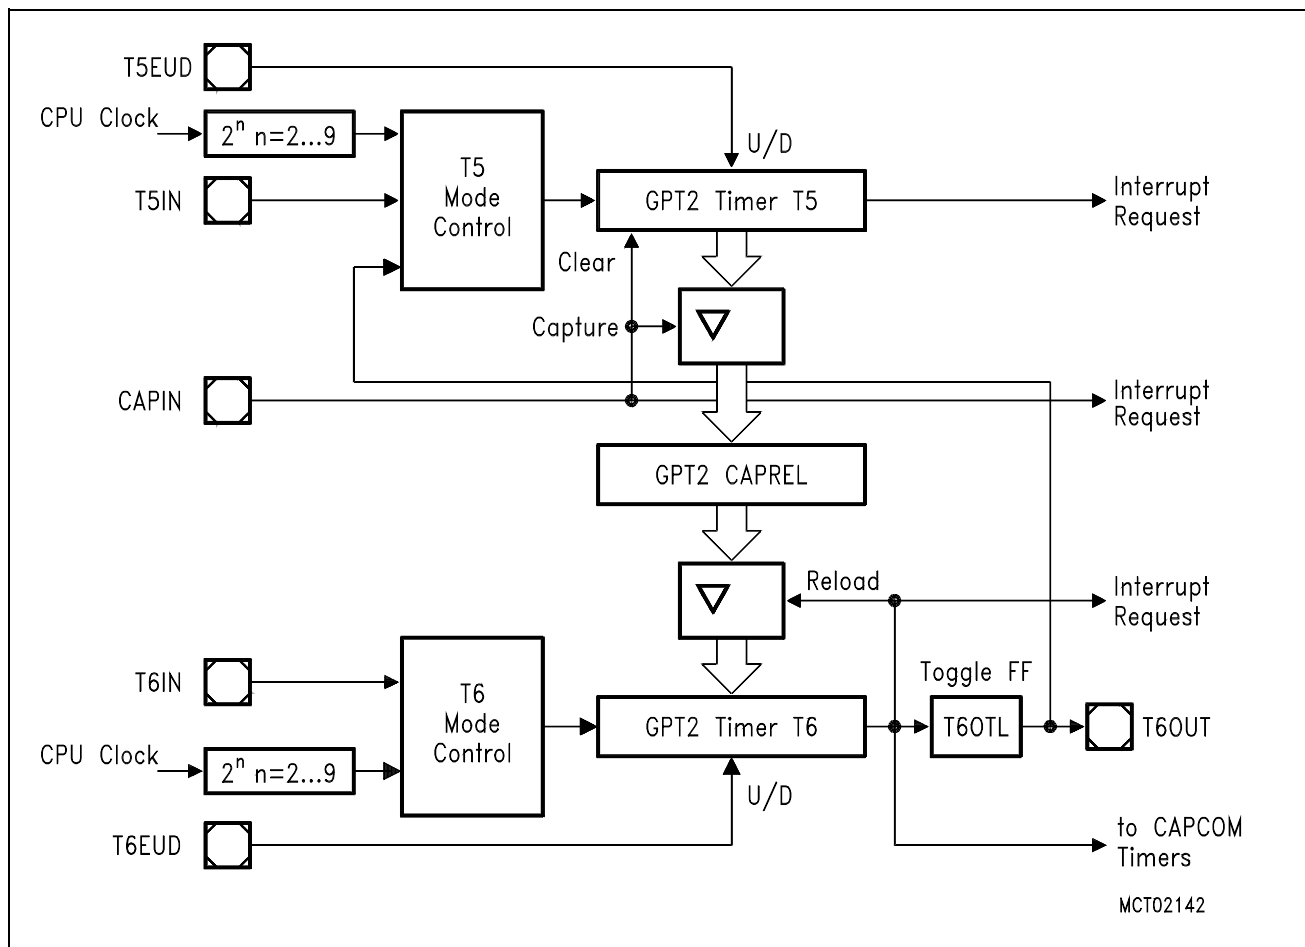 T5EUD
CPU Clock
2ⁿ n=2...9
U/D
T5IN
T5
Mode
Control
GPT2 Timer T5
Interrupt
Request
Clear
Capture
CAPIN
Interrupt
Request
GPT2 CAPREL
Reload
Interrupt
Request
T6IN
T6
Mode
Control
Toggle FF
GPT2 Timer T6
T6OTL
T6OUT
CPU Clock
2ⁿ n=2...9
U/D
T6EUD
to CAPCOM
Timers
MCT02142